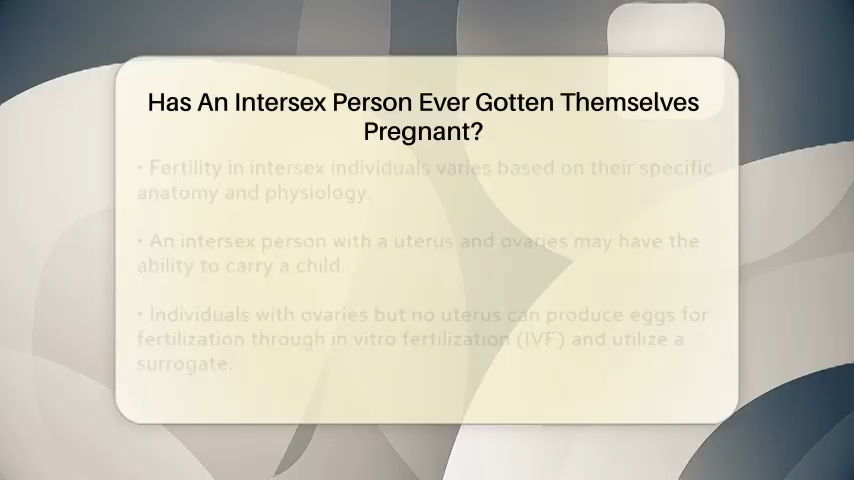 Has An Intersex Person Ever Gotten Themselves
Pregnant?
• Fertility in intersex individuals varies based on their specific
anatomy and physiology.
• An intersex person with a uterus and ovaries may have the
ability to carry a child.
• Individuals with ovaries but no uterus can produce eggs for
fertilization through in vitro fertilization (IVF) and utilize a
surrogate.